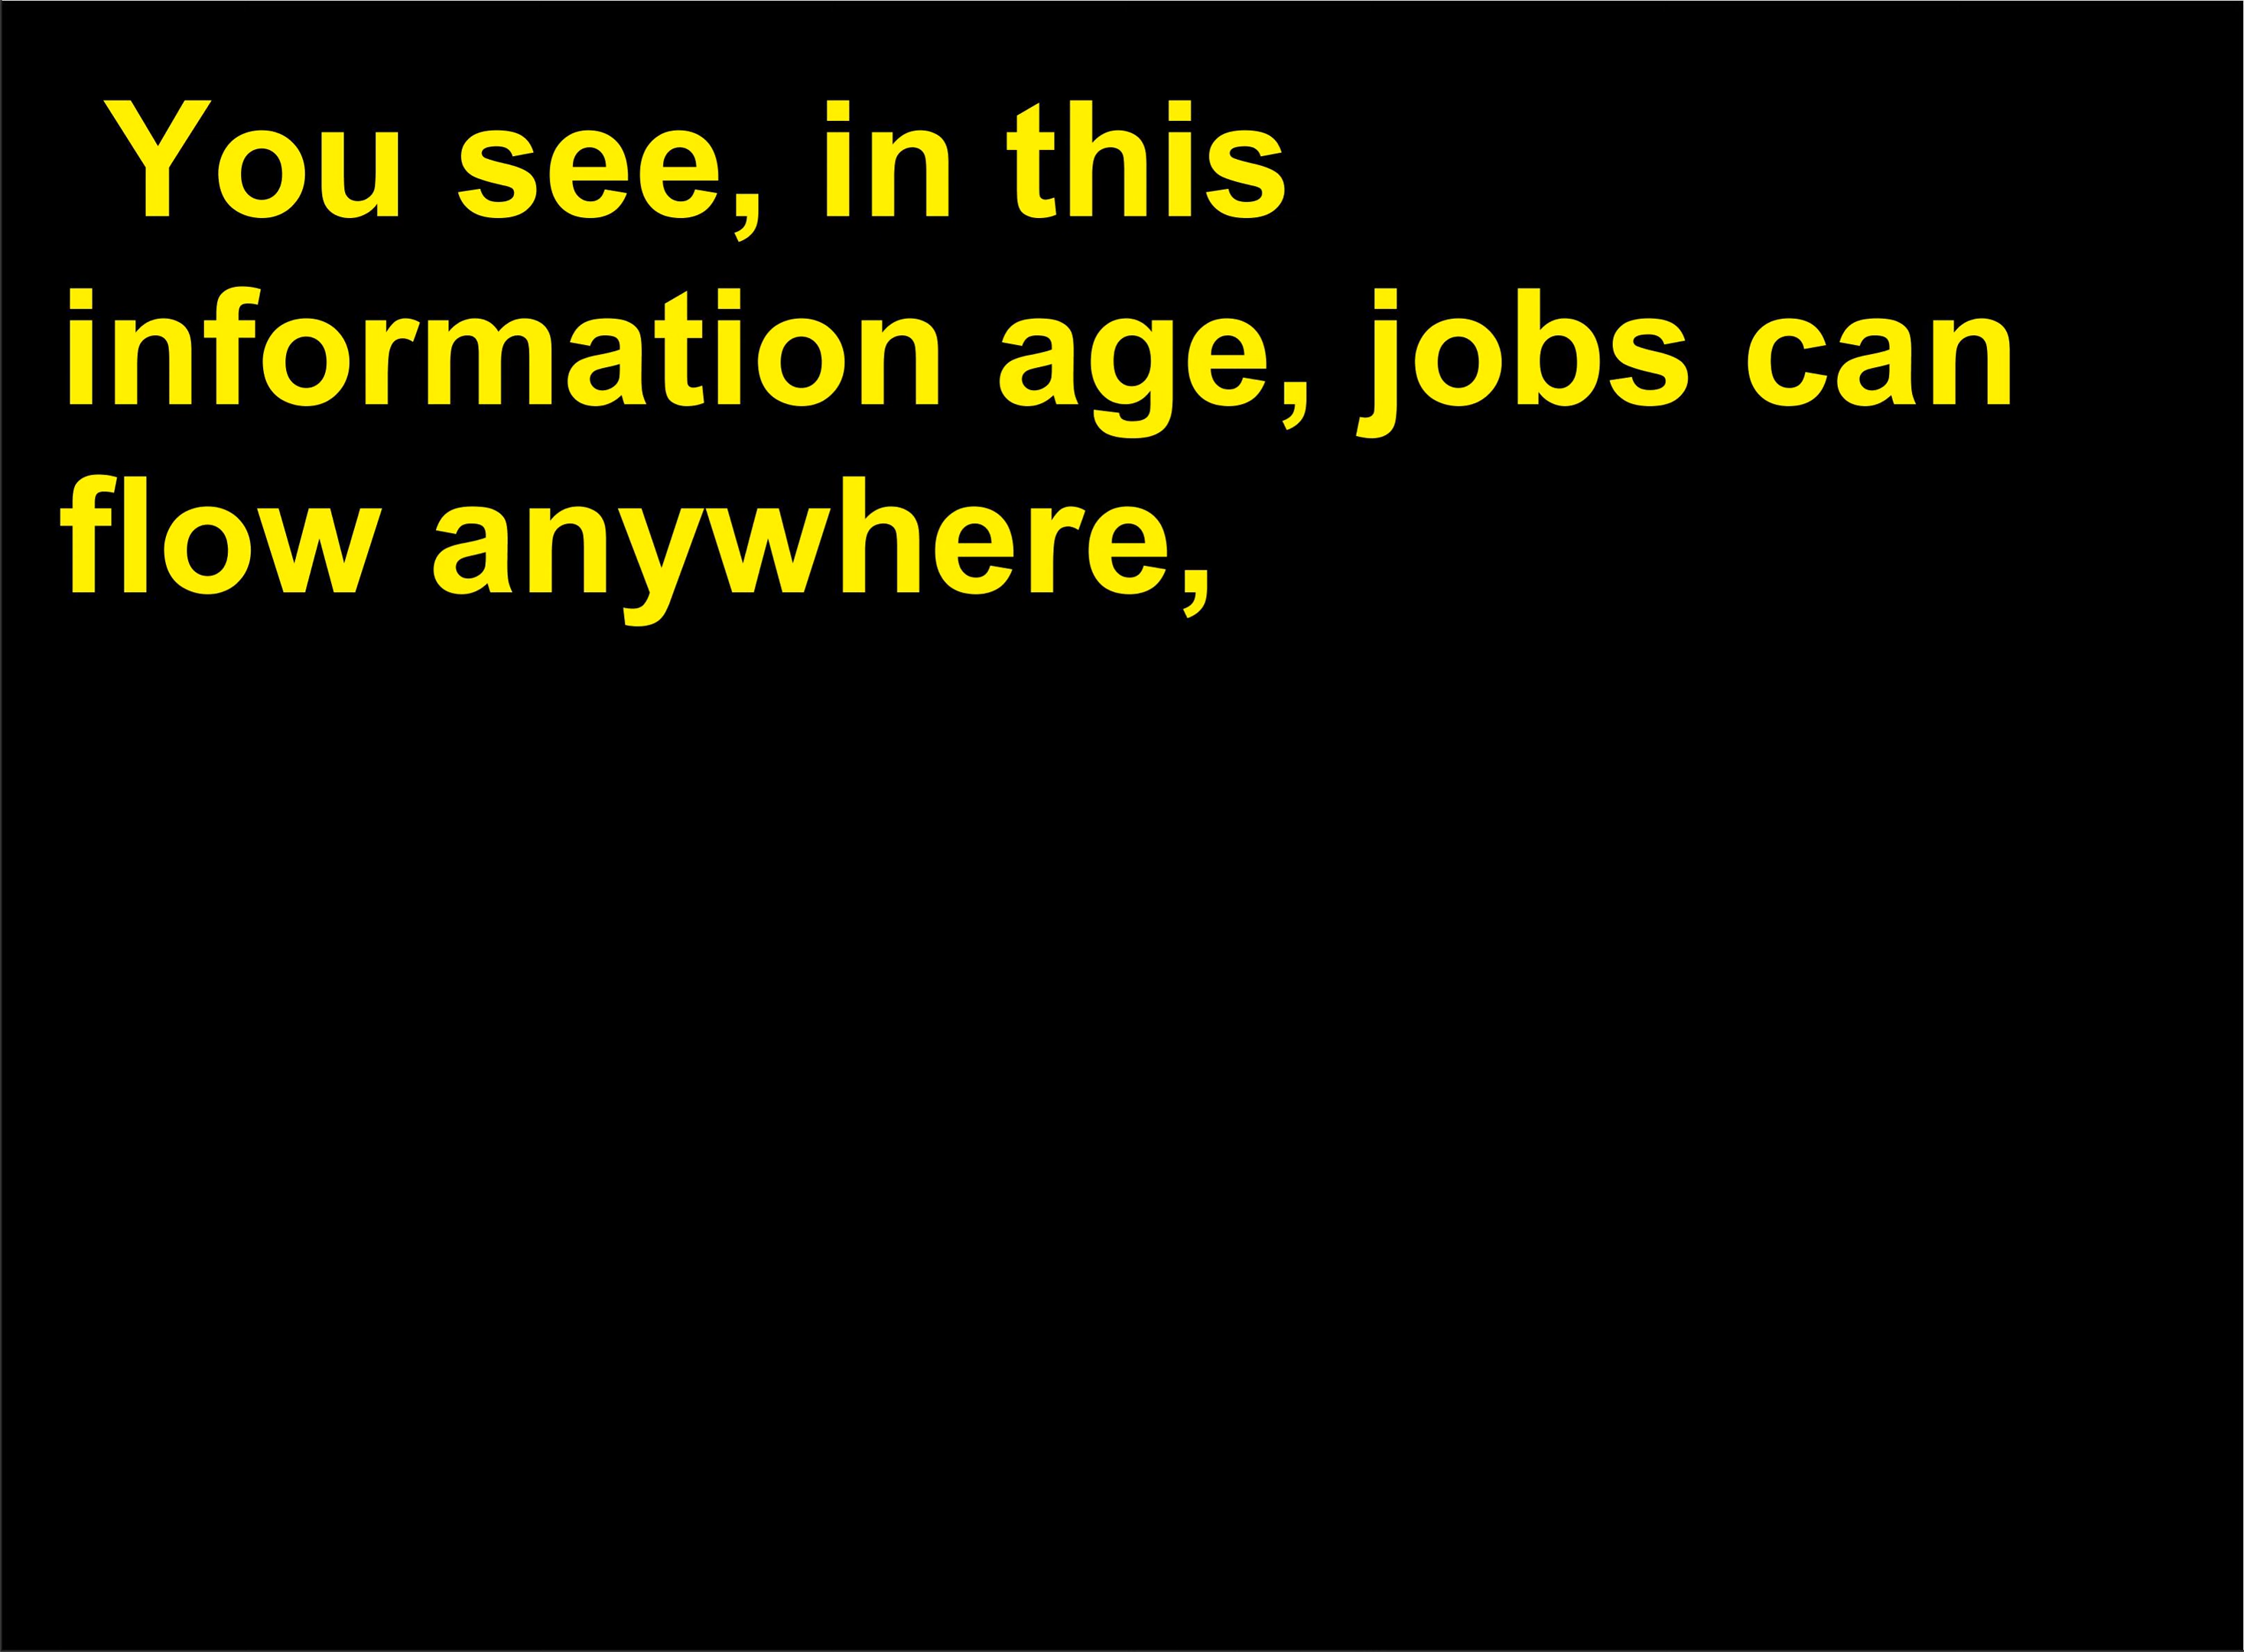 You see, in this
information age, jobs can
flow anywhere,